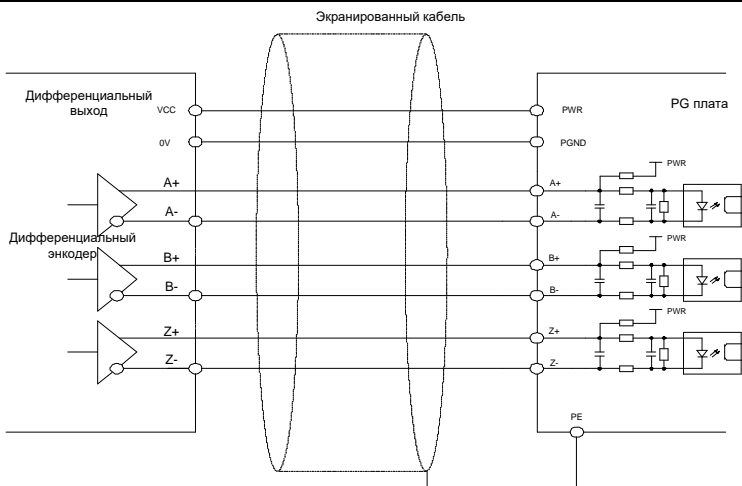 Экранированный кабель
Дифференциальный
выход
VCC
PWR
PG плата
0V
PGND
PWR
A+
A+
A-
A-
Дифференциальный
энкодер
PWR
B+
B+
B-
B-
PWR
Z+
Z+
Z-
Z-
PE